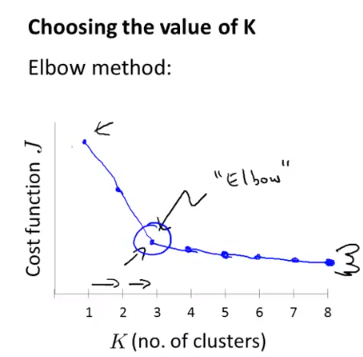 Choosing the value of K
Elbow method:
Cost function J
"Elbow"
1 2 3 4 5 6 7 8
K (no. of clusters)